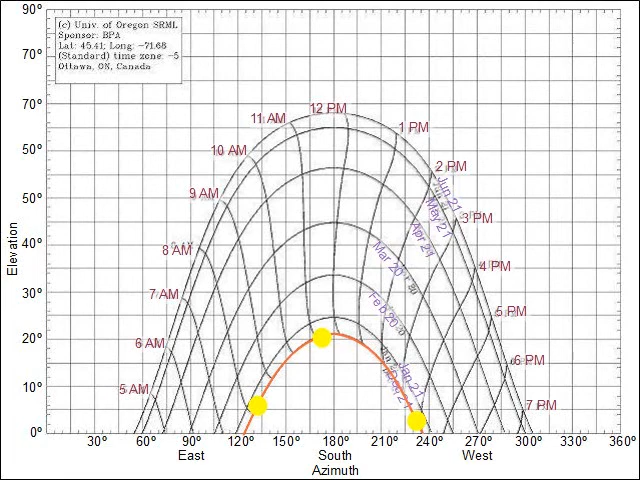 90°
(c) Univ. of Oregon SRML
Sponsor: BPA
Lat: 45.41; Long: -71.68
(Standard) time zone: -5
Ottawa, ON, Canada
80°
70°
12 PM
11 AM
1 PM
60°
10 AM
2 PM
50°
9 AM
Jun 21
May 21
3 PM
40°
8 AM
Apr 21
Mar 20
4 PM
30°
7 AM
Feb 20
5 PM
20°
6 AM
6 PM
10°
5 AM
Jan 21
Dec 21
7 PM
0°
Elevation
30° 60° 90° 120° 150° 180° 210° 240° 270° 300° 330° 360°
East South West
Azimuth